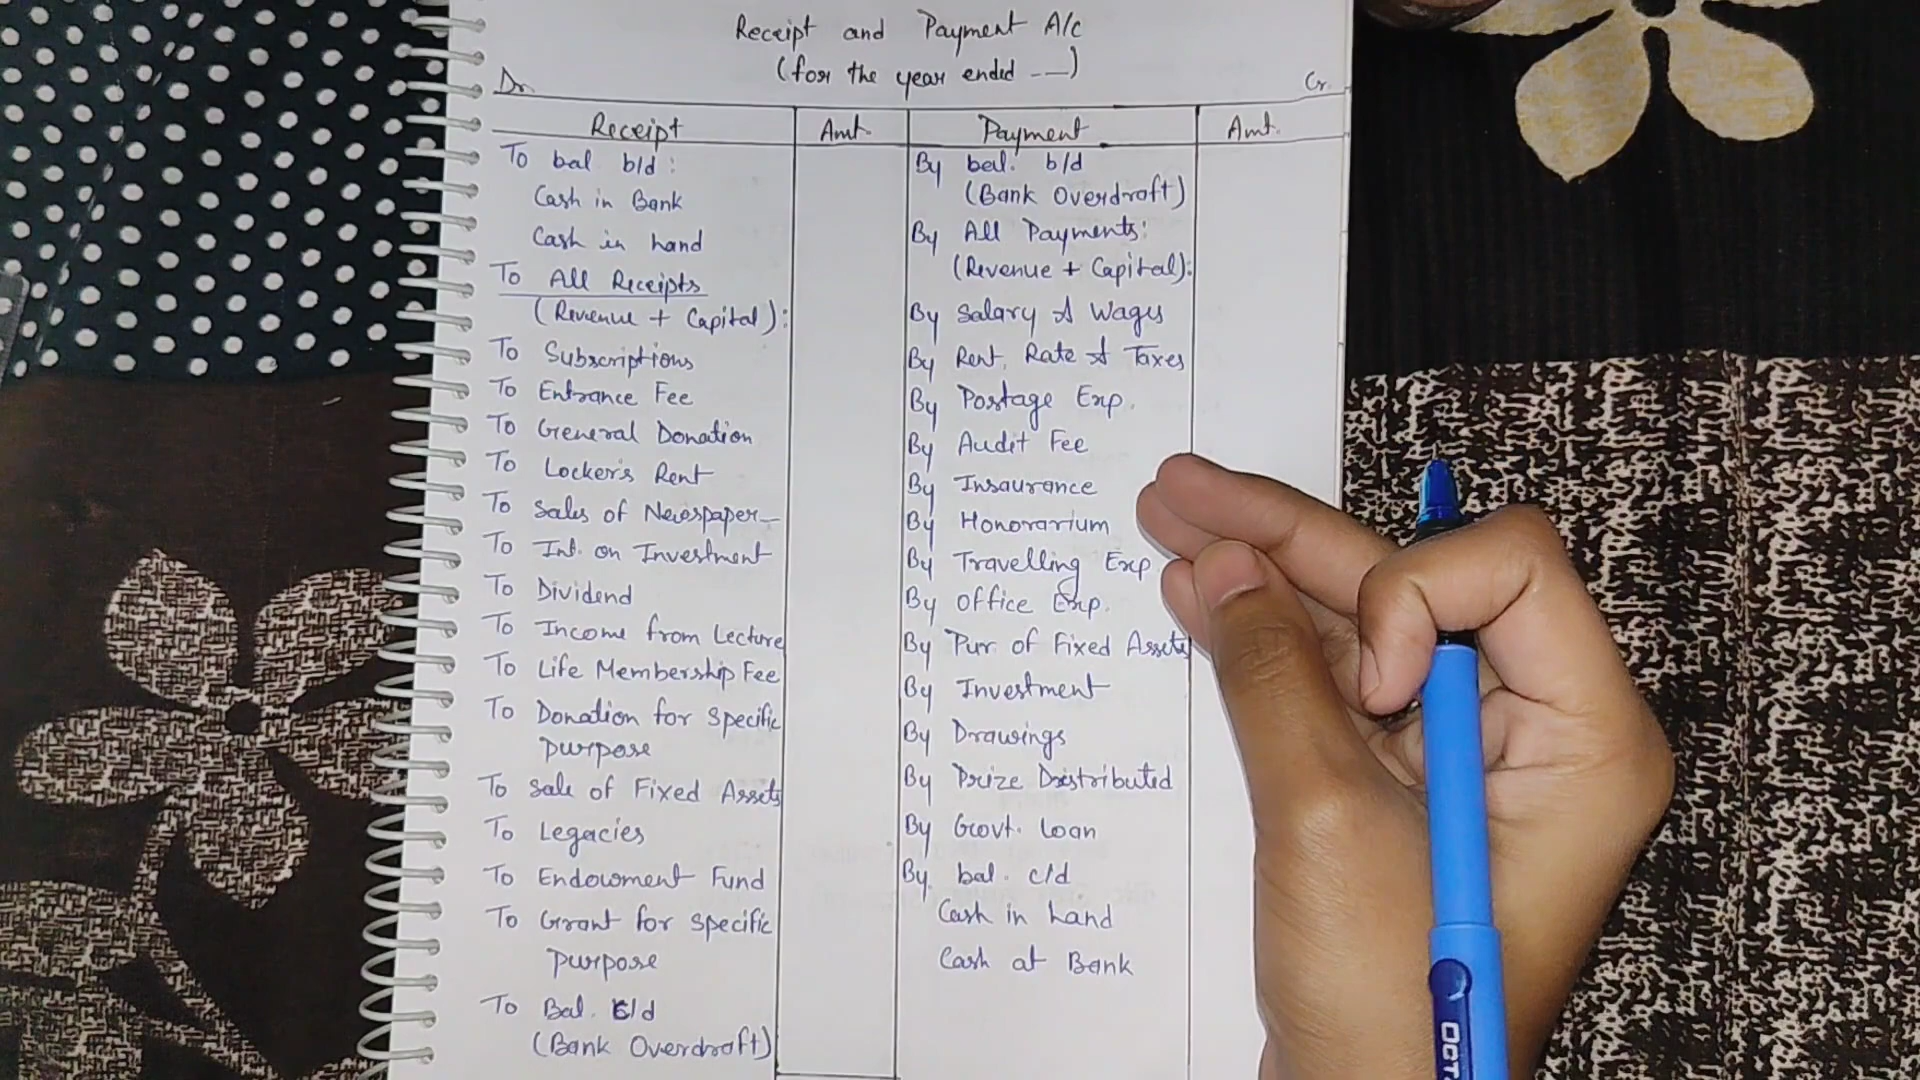 Receipt and Payment A/c
(for the year ended ---)
Dr. Cr.
Receipt Amt. Payment Amt.
To bal b/d :
Cash in Bank
Cash in hand
To All Receipts
(Revenue + Capital) :
To Subscriptions
To Entrance Fee
To General Donation
To Lockers Rent
To Sales of Newspaper
To Int. on Investment
To Dividend
To Income from Lecture
To Life Membership Fee
To Donation for Specific
purpose
To Sale of Fixed Assets
To Legacies
To Endowment Fund
To Grant for specific
purpose
To Bal. c/d
(Bank Overdraft)
By bal. b/d
(Bank Overdraft)
By All Payments:
(Revenue + Capital):
By Salary & Wages
By Rent, Rate & Taxes
By Postage Exp.
By Audit Fee
By Insaurance
By Honorarium
By Travelling Exp
By Office Exp.
By Pur. of Fixed Assets
By Investment
By Drawings
By Prize Distributed
By Govt. loan
By. bal. c/d
Cash in hand
Cash at Bank